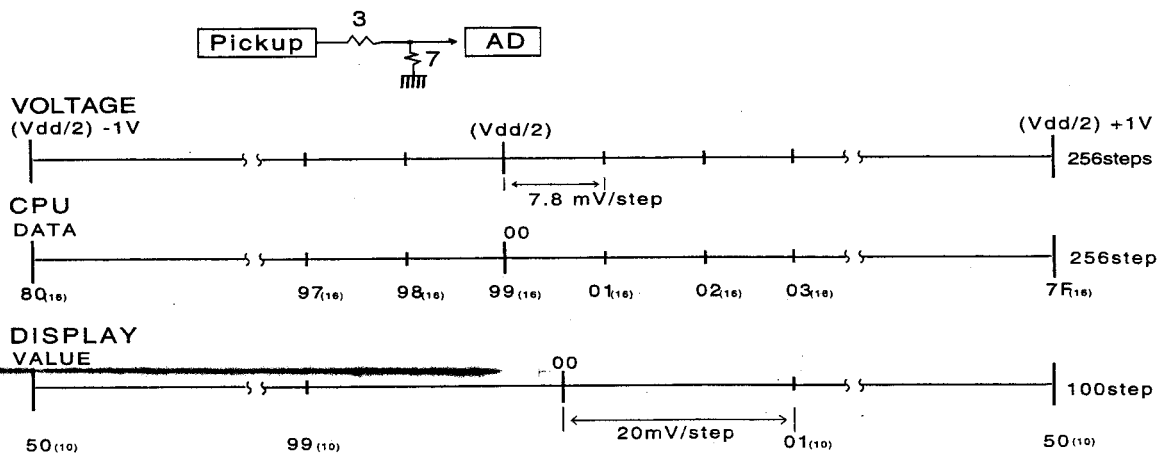 3
Pickup
AD
7
VOLTAGE
(Vdd/2) -1V
(Vdd/2)
(Vdd/2) +1V
256steps
7.8 mV/step
CPU
DATA
00
256step
80(16) 97(16) 98(16) 99(16) 01(16) 02(16) 03(16) 7F(16)
DISPLAY
VALUE
00
100step
20mV/step
50(10) 99(10) 01(10) 50(10)